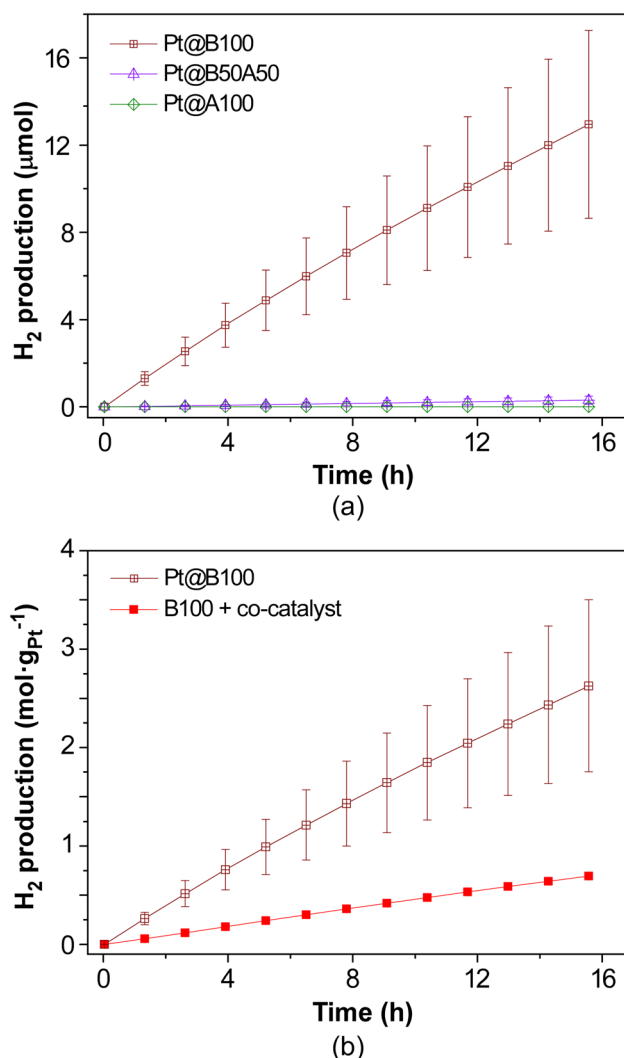 16
12
8
4
0
H₂ production (μmol)
Pt@B100
Pt@B50A50
Pt@A100
0 4 8 12 16
Time (h)
(a)
4
3
2
1
0
H₂ production (mol·g_Pt⁻¹)
Pt@B100
B100 + co-catalyst
0 4 8 12 16
Time (h)
(b)